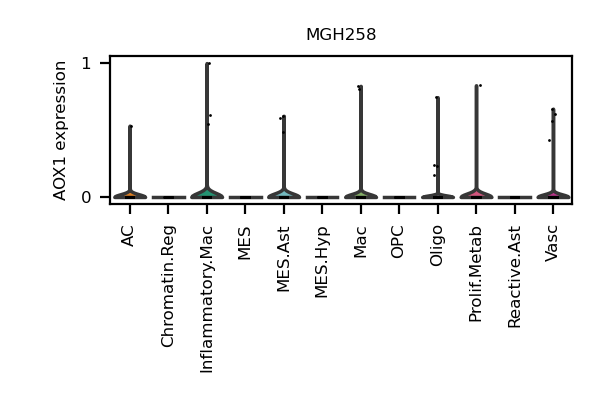 MGH258
AOX1 expression
1
0
AC
Chromatin.Reg
Inflammatory.Mac
MES
MES.Ast
MES.Hyp
Mac
OPC
Oligo
Prolif.Metab
Reactive.Ast
Vasc